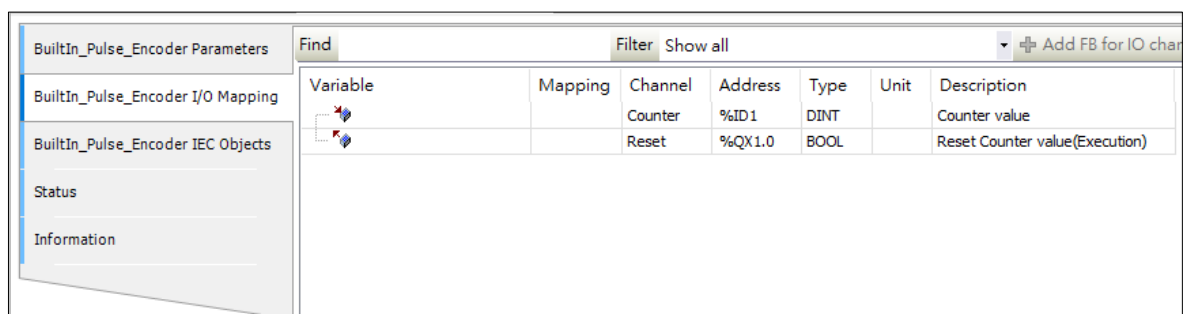 BuiltIn_Pulse_Encoder Parameters
BuiltIn_Pulse_Encoder I/O Mapping
BuiltIn_Pulse_Encoder IEC Objects
Status
Information
Find Filter Show all Add FB for IO
Variable Mapping Channel Address Type Unit Description
Counter %ID1 DINT Counter value
Reset %QX1.0 BOOL Reset Counter value(Execution)